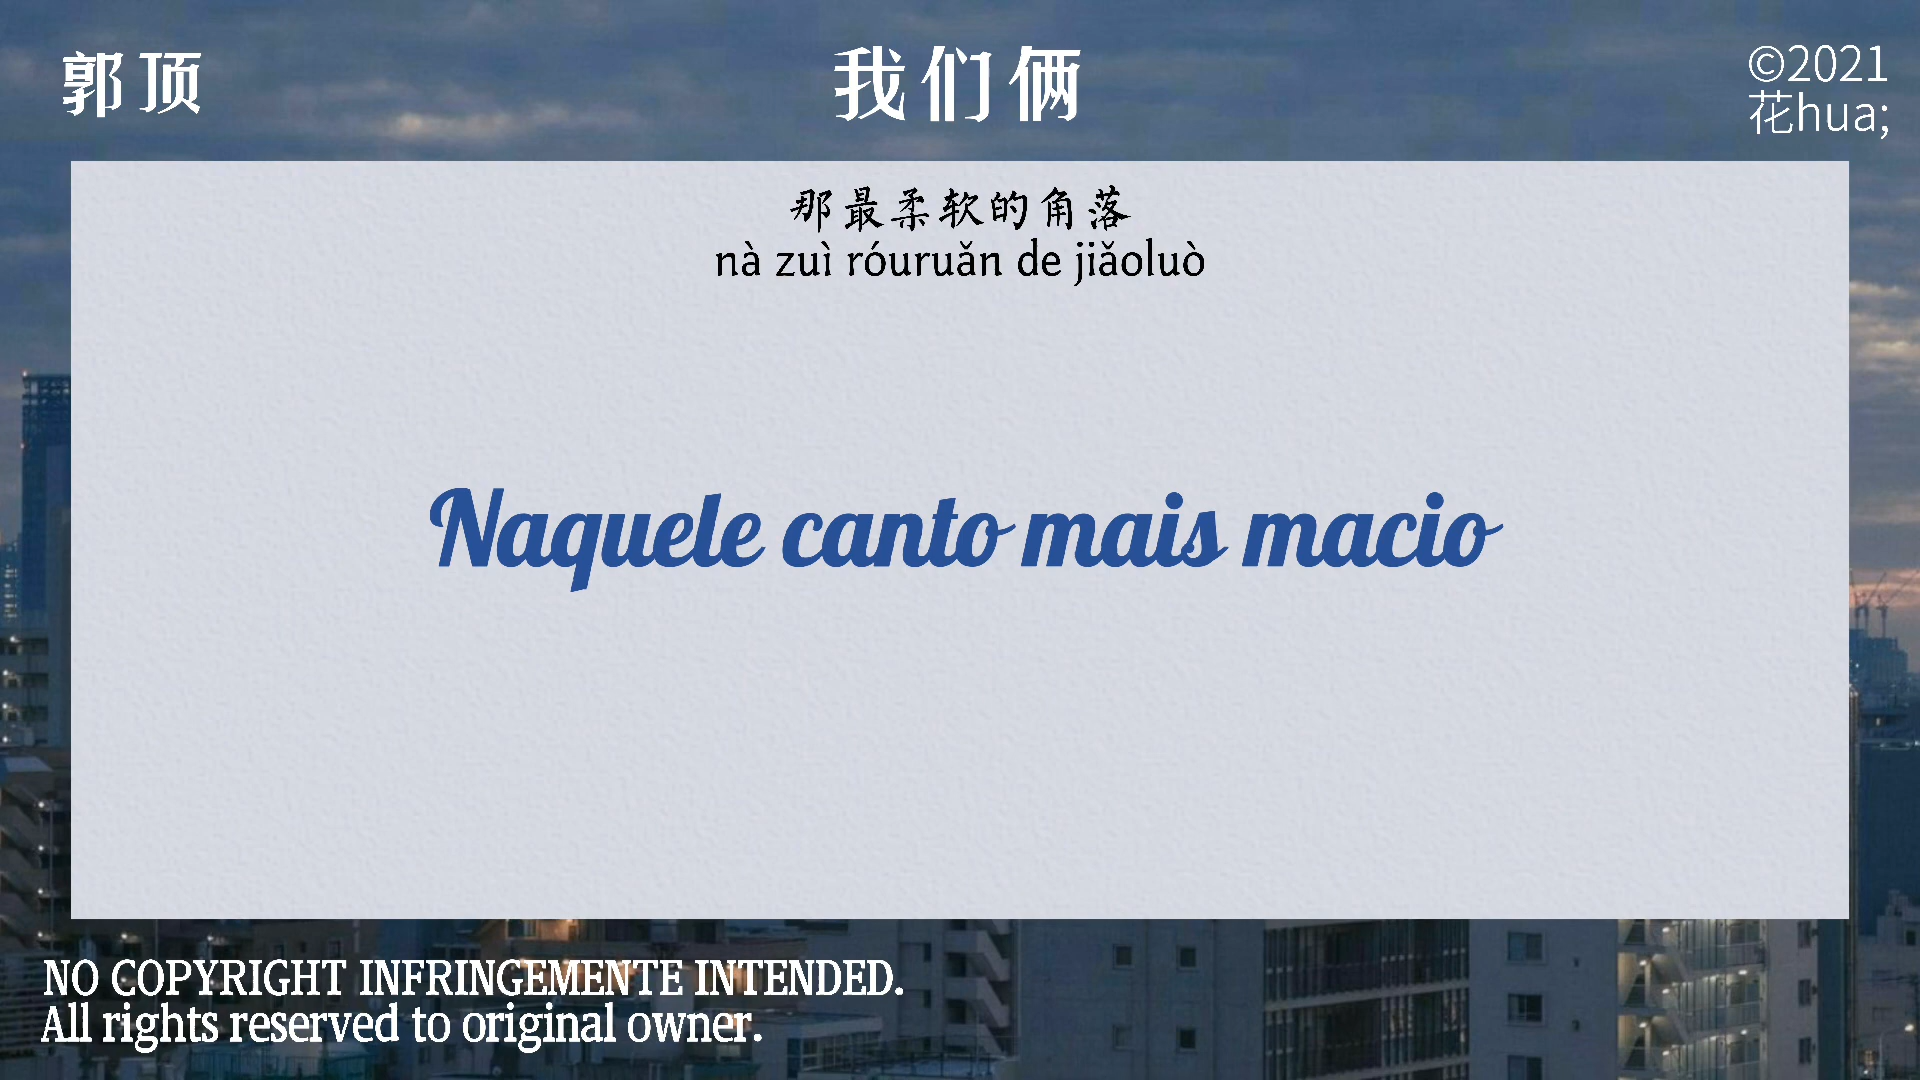 郭顶
我们俩
©2021
花hua;
那最柔软的角落
nà zuì róuruǎn de jiǎoluò
Naquele canto mais macio
NO COPYRIGHT INFRINGEMENTE INTENDED.
All rights reserved to original owner.